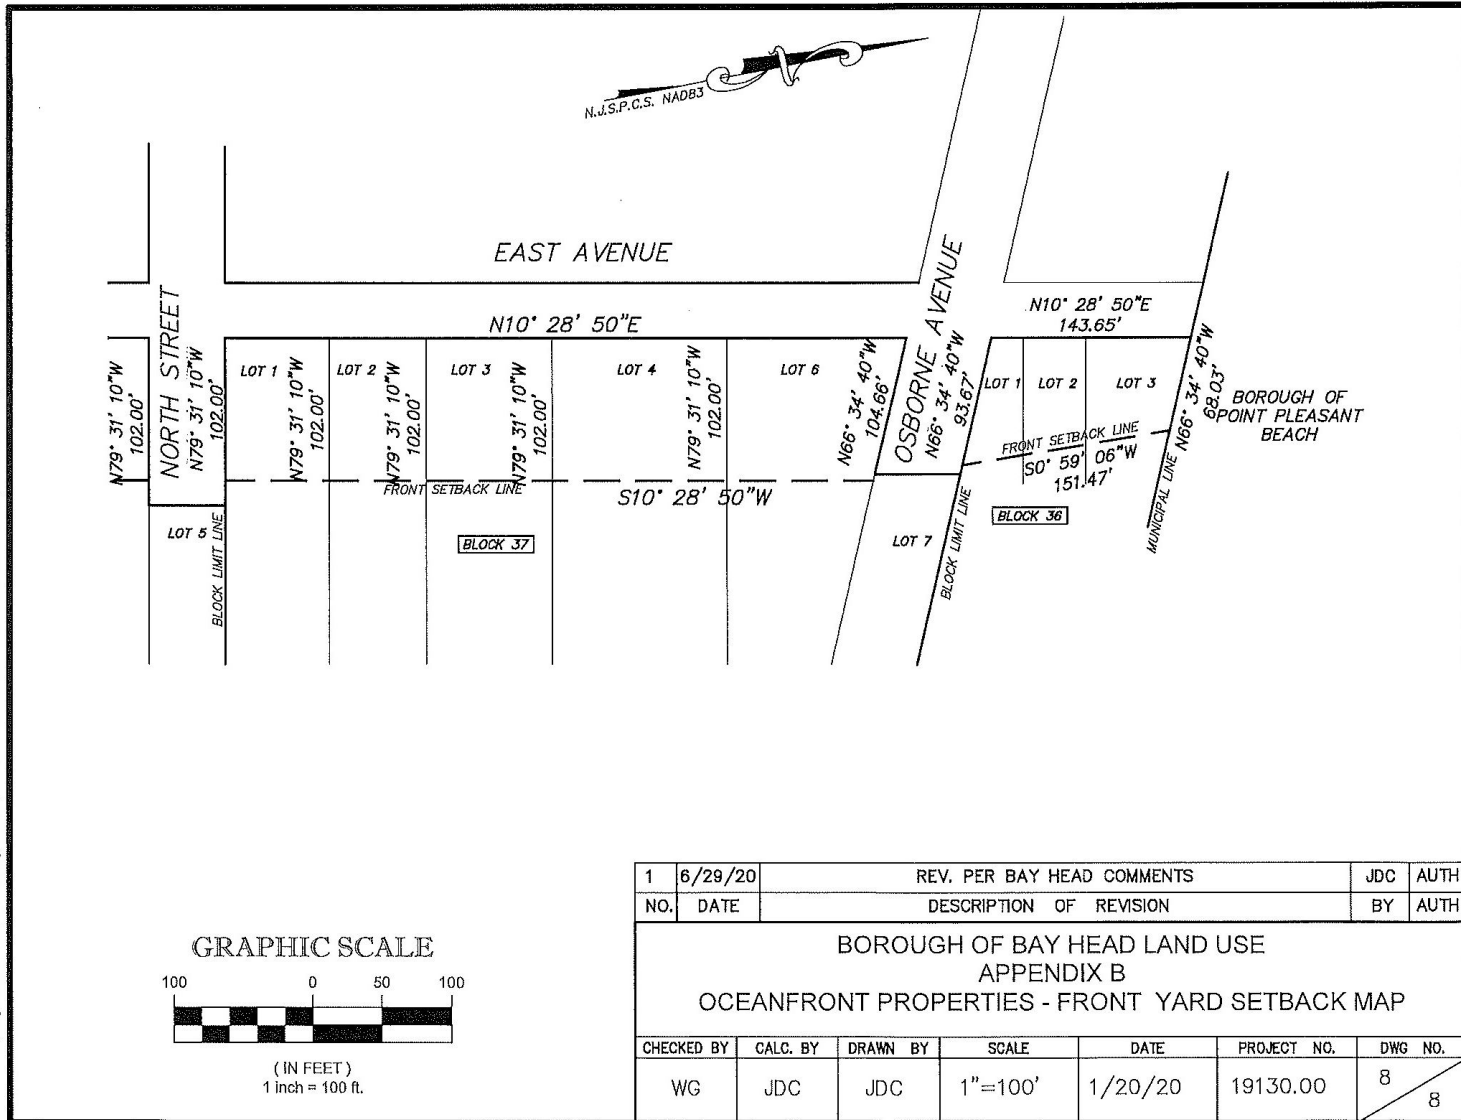 N.J.S.P.C.S. NAD83
EAST AVENUE
N10° 28' 50"E
NORTH STREET
N79° 31' 10"W
102.00'
N79° 31' 10"W
102.00'
LOT 1
N79° 31' 10"W
102.00'
LOT 2
N79° 31' 10"W
102.00'
LOT 3
N79° 31' 10"W
102.00'
LOT 4
N79° 31' 10"W
102.00'
LOT 6
N66° 34' 40"W
104.66'
OSBORNE AVENUE
N66° 34' 40"W
93.67'
N10° 28' 50"E
143.65'
LOT 1
LOT 2
LOT 3
N66° 34' 40"W
68.03'
BOROUGH OF
POINT PLEASANT
BEACH
FRONT SETBACK LINE
S0° 59' 06"W
151.47'
MUNICIPAL LINE
BLOCK 36
FRONT SETBACK LINE
S10° 28' 50"W
LOT 5
BLOCK LIMIT LINE
BLOCK 37
LOT 7
BLOCK LIMIT LINE
GRAPHIC SCALE
100 0 50 100
( IN FEET )
1 inch = 100 ft.
1 6/29/20 REV. PER BAY HEAD COMMENTS JDC AUTH
NO. DATE DESCRIPTION OF REVISION BY AUTH
BOROUGH OF BAY HEAD LAND USE
APPENDIX B
OCEANFRONT PROPERTIES - FRONT YARD SETBACK MAP
CHECKED BY CALC. BY DRAWN BY SCALE DATE PROJECT NO. DWG NO.
WG JDC JDC 1"=100' 1/20/20 19130.00 8 8